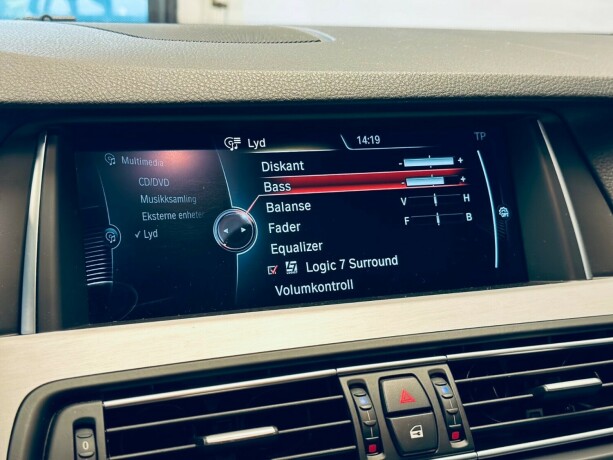 Lyd 14:19 TP
Multimedia
CD/DVD
Musikksamling
Eksterne enhete
✓ Lyd
Diskant - +
Bass - +
Balanse V H
Fader F B
Equalizer
Logic 7 Surround
Volumkontroll
0